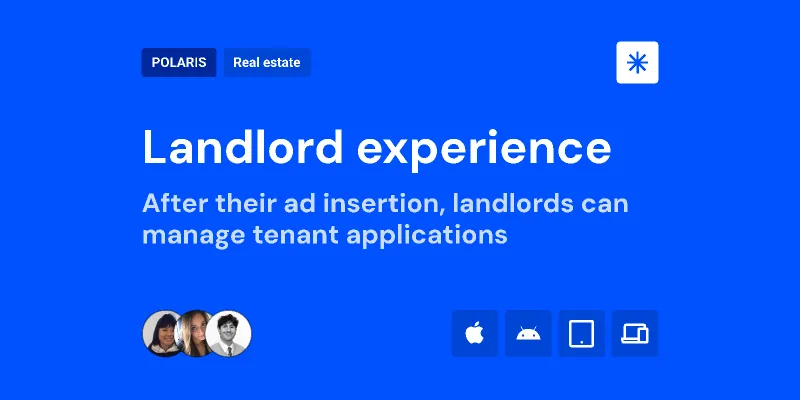 POLARIS
Real estate
Landlord experience
After their ad insertion, landlords can
manage tenant applications